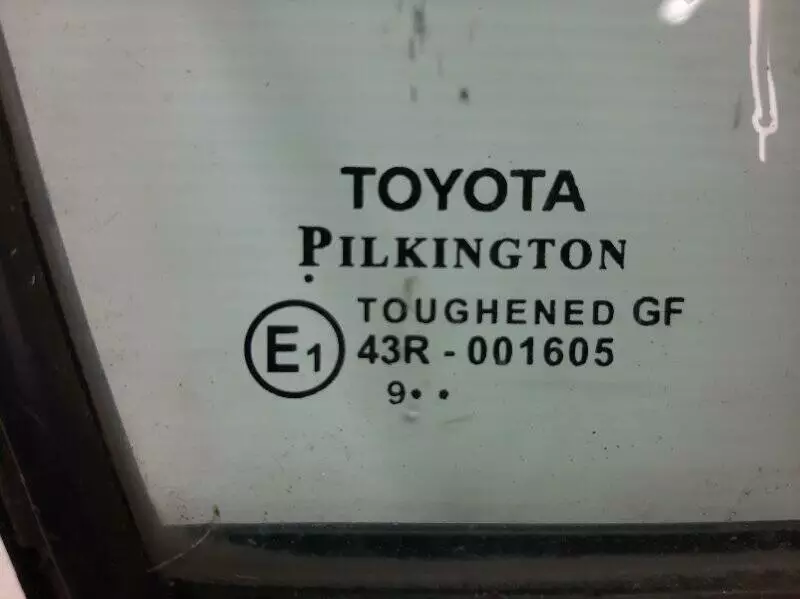 TOYOTA
PILKINGTON
TOUGHENED GF
E1 43R - 001605
9• •